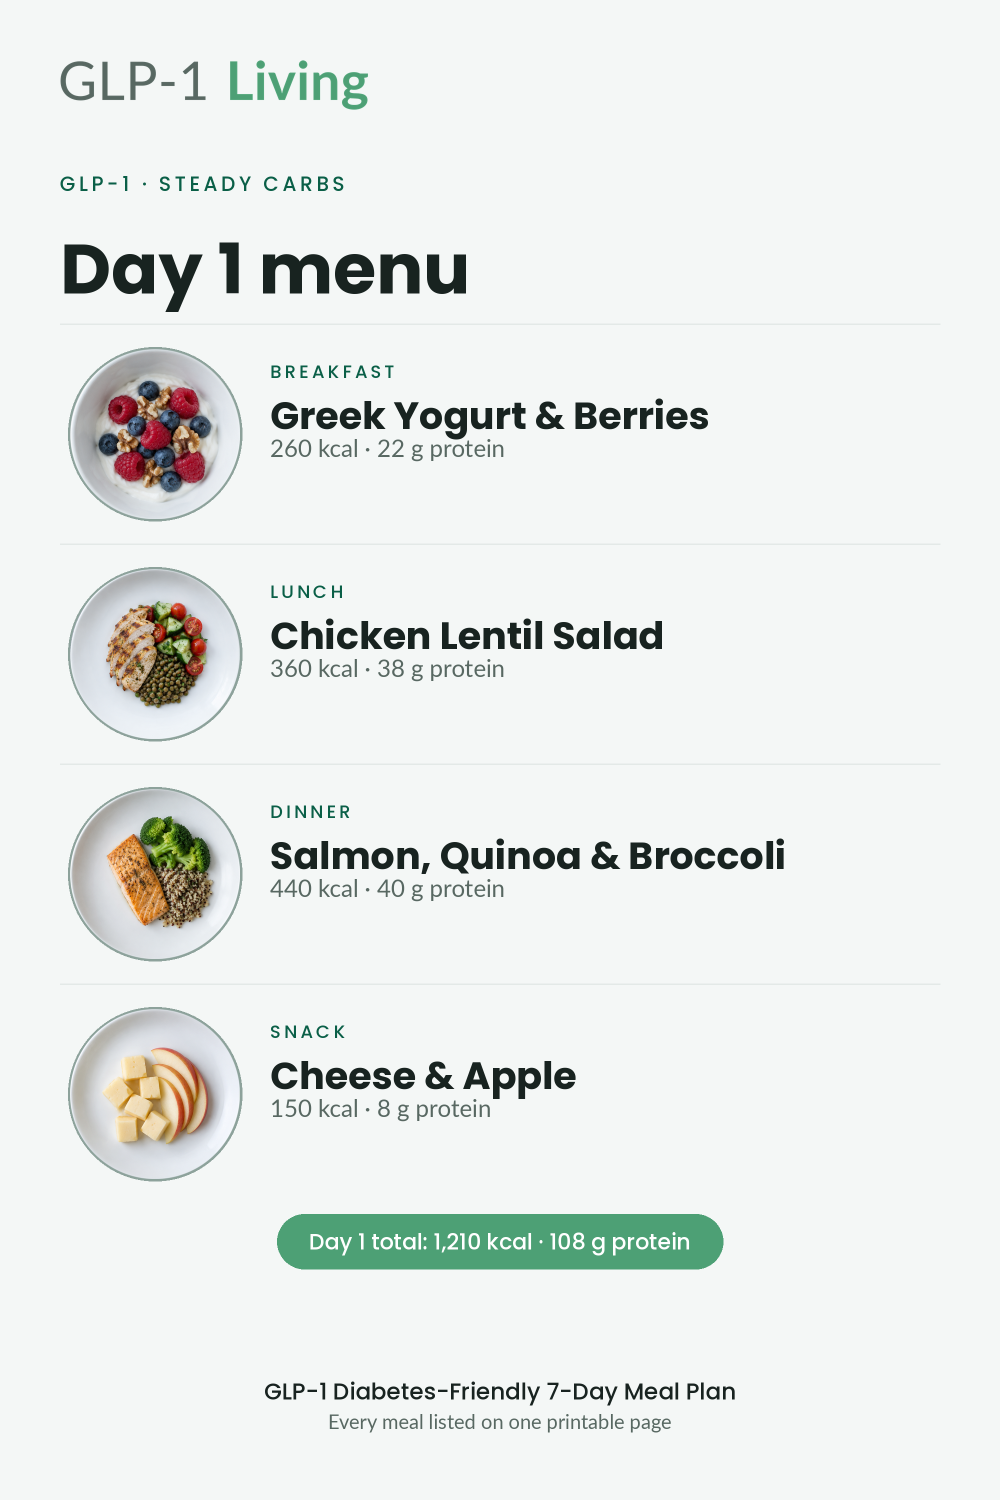 GLP-1 Living
GLP-1 · STEADY CARBS
Day 1 menu
BREAKFAST
Greek Yogurt & Berries
260 kcal · 22 g protein
LUNCH
Chicken Lentil Salad
360 kcal · 38 g protein
DINNER
Salmon, Quinoa & Broccoli
440 kcal · 40 g protein
SNACK
Cheese & Apple
150 kcal · 8 g protein
Day 1 total: 1,210 kcal · 108 g protein
GLP-1 Diabetes-Friendly 7-Day Meal Plan
Every meal listed on one printable page